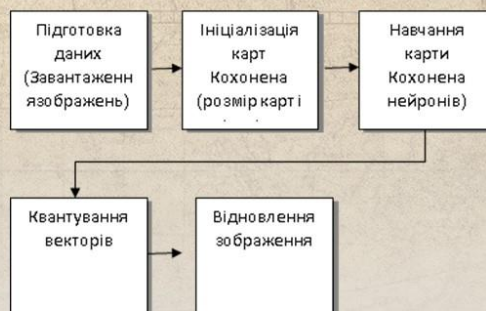 Підготовка
даних
(Завантаженн
язображень)
Ініціалізація
карт
Кохонена
(розмір карт і
Навчання
карти
Кохонена
нейронів)
Квантування
векторів
Відновлення
зображення